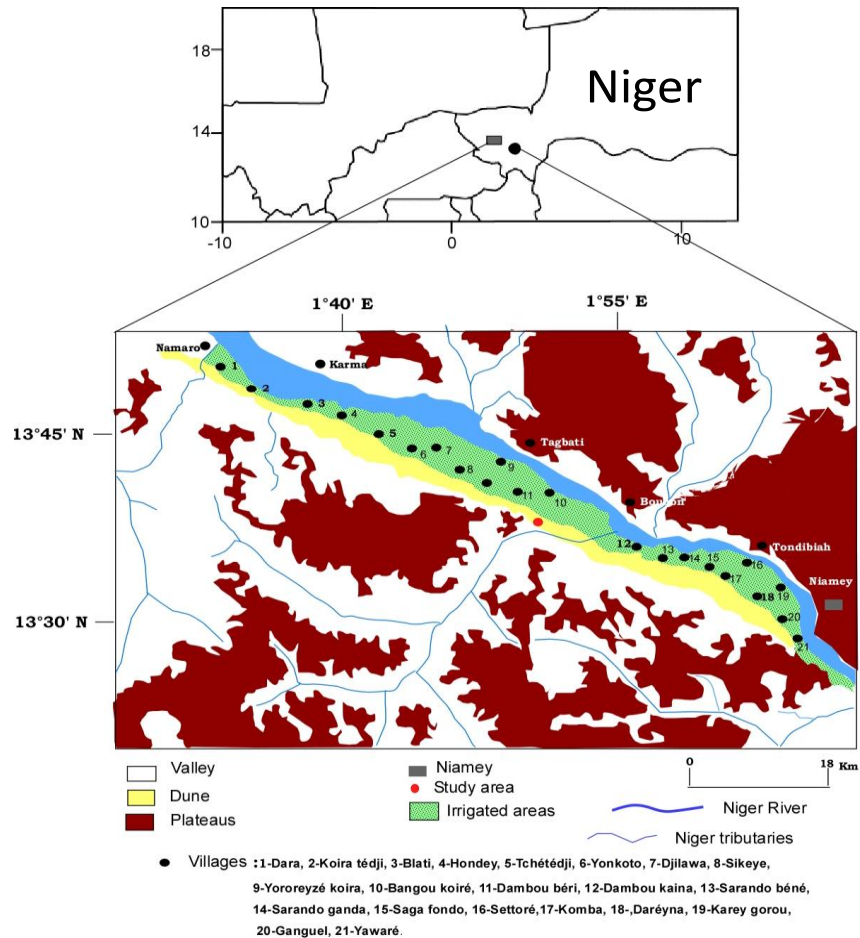 18
Niger
14
10
-10
0
10
1°40' E
1°55' E
Namaro
1
Karma
2
3
4
13°45' N
5
Tagbati
6
7
8
9
11
10
Boubon
12
13
14
15
16
Tondibiah
17
Niamey
18
19
13°30' N
20
21
Valley
Niamey
0
18 Km
Dune
Study area
Plateaus
Irrigated areas
Niger River
Niger tributaries
Villages :1-Dara, 2-Koira tédji, 3-Blati, 4-Hondey, 5-Tchétédji, 6-Yonkoto, 7-Djilawa, 8-Sikeye,
9-Yororeyzé koira, 10-Bangou koiré, 11-Dambou béri, 12-Dambou kaina, 13-Sarando béné,
14-Sarando ganda, 15-Saga fondo, 16-Settoré,17-Komba, 18-,Daréyna, 19-Karey gorou,
20-Ganguel, 21-Yawaré.